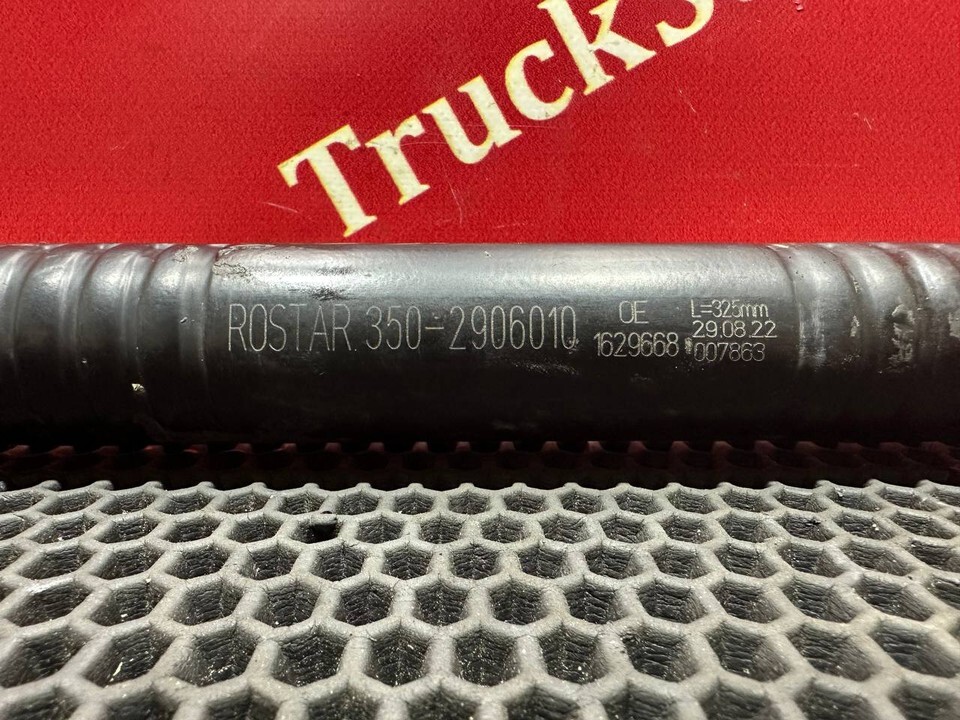 Trucks
ROSTAR.350-2906010
OE
1629668
L=325mm
29.08.22
007863